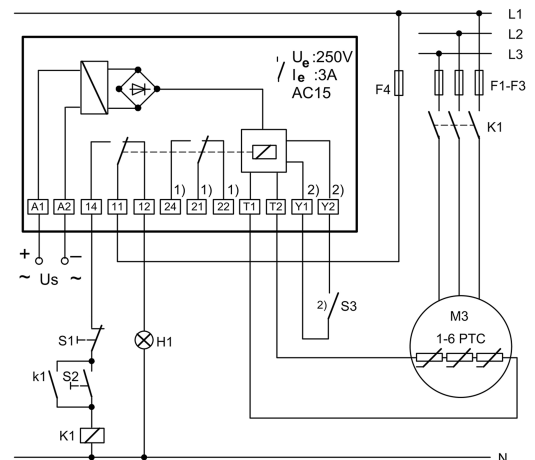 L1
L2
L3
Ue :250V
Ie :3A
AC15
F4
F1-F3
K1
1) 1) 1) 2) 2)
A1 A2 14 11 12 24 21 22 T1 T2 Y1 Y2
+ −
~ Us ~
2) S3
M3
1-6 PTC
S1
H1
k1 S2
K1
N